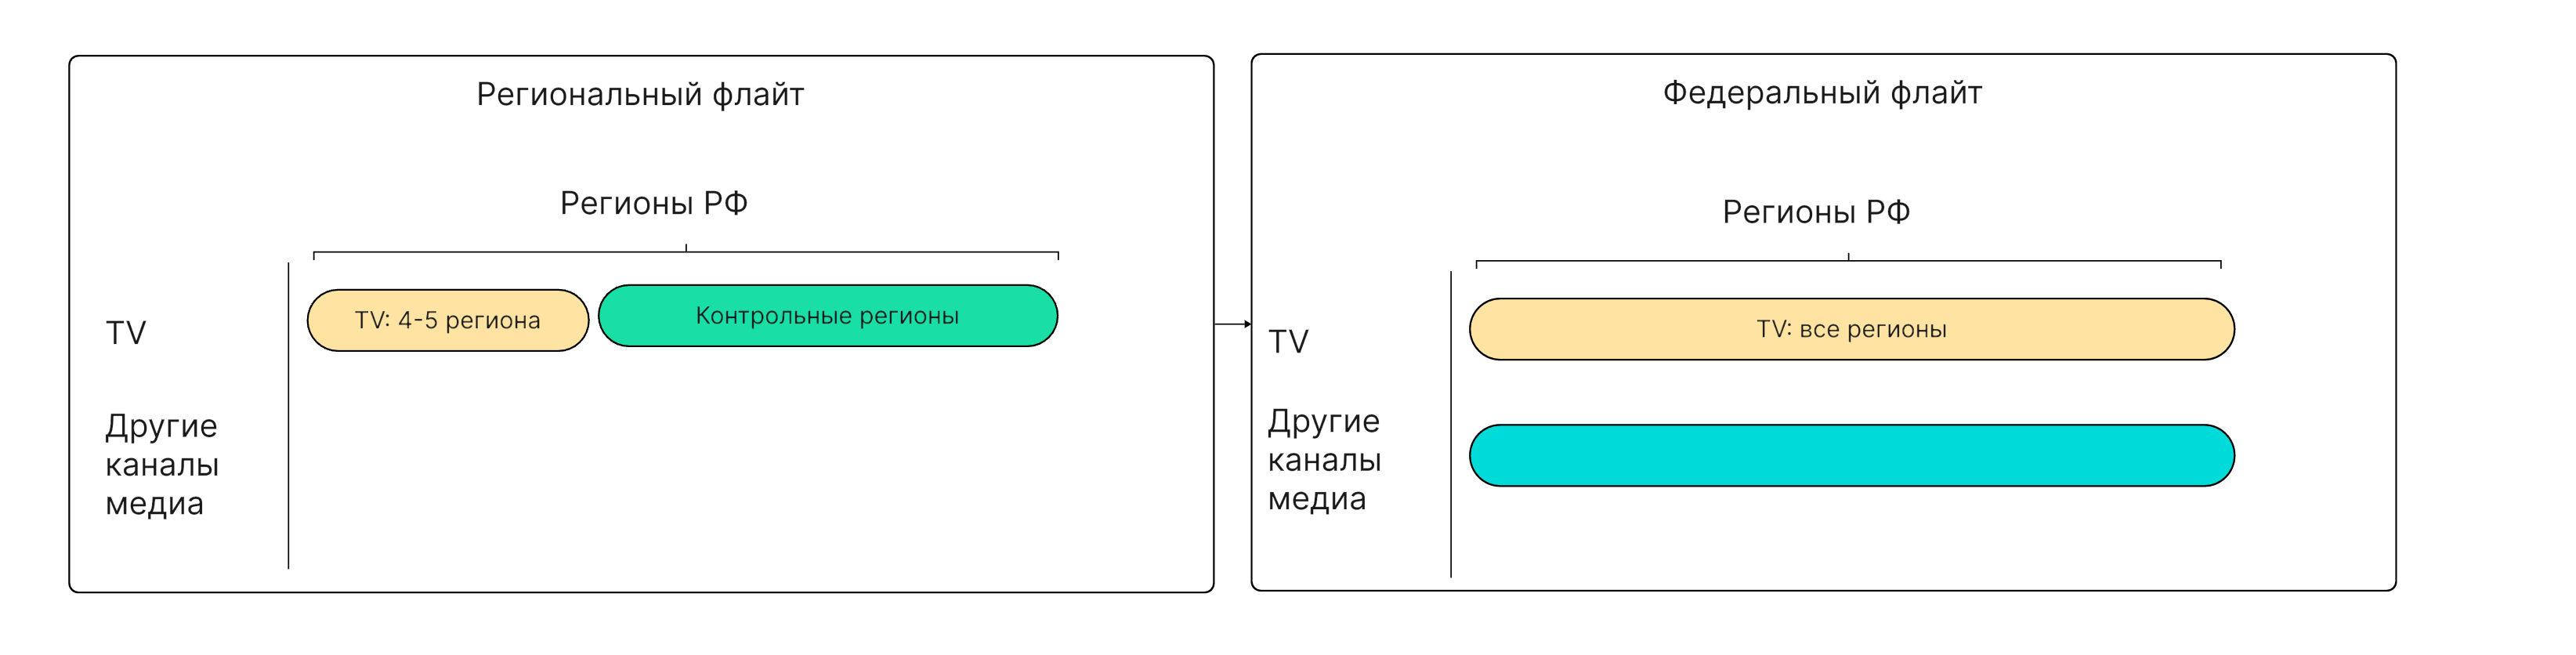 Региональный флайт
Регионы РФ
TV
TV: 4-5 региона
Контрольные регионы
Другие
каналы
медиа
Федеральный флайт
Регионы РФ
TV
TV: все регионы
Другие
каналы
медиа